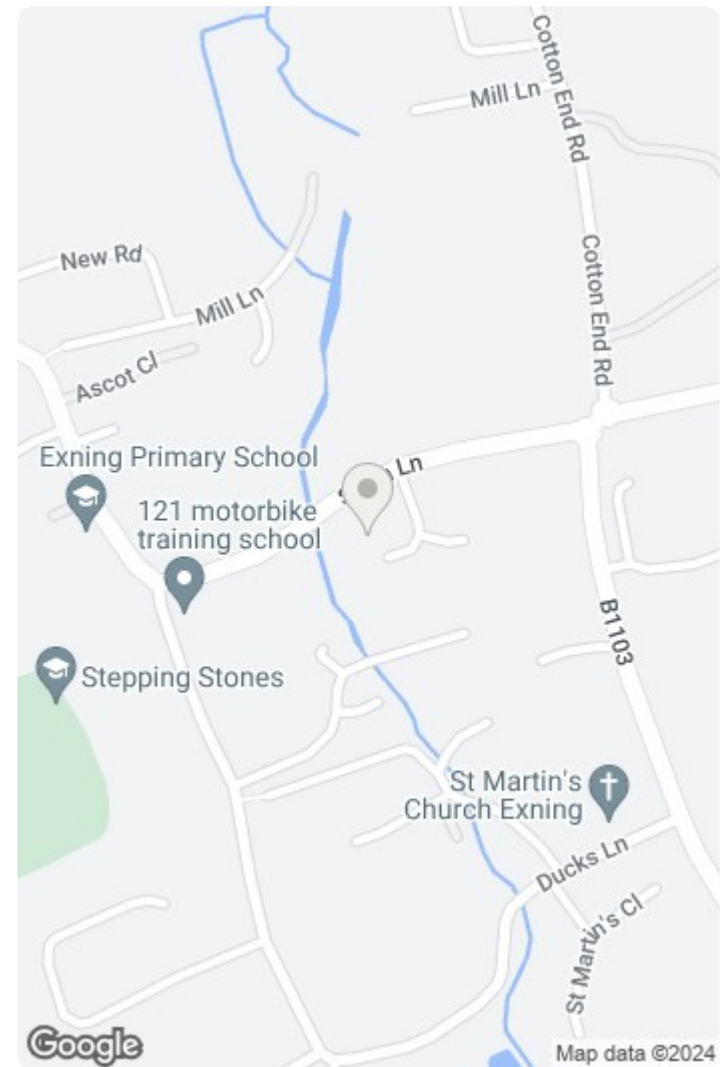 Cotton End Rd
Mill Ln
New Rd
Mill Ln
Cotton End Rd
Ascot Cl
Ln
Exning Primary School
121 motorbike
training school
B1103
Stepping Stones
St Martin's
Church Exning
Ducks Ln
St Martin's Cl
Google
Map data ©2024